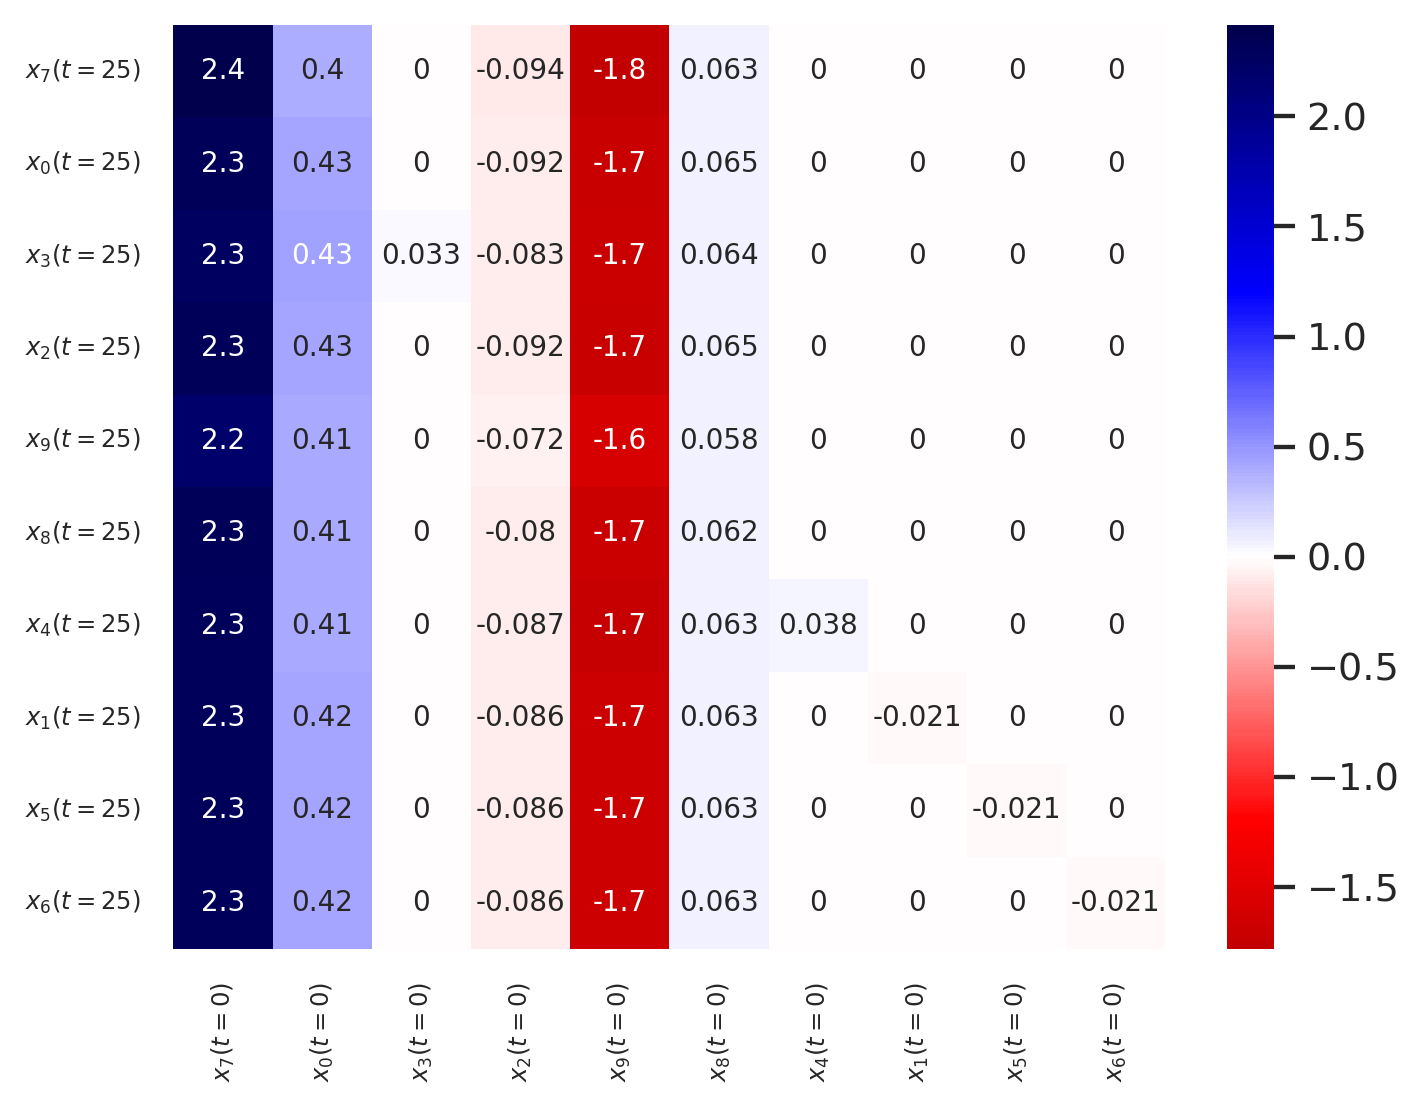 x₇(t = 25) 2.4 0.4 0 -0.094 -1.8 0.063 0 0 0 0
x₀(t = 25) 2.3 0.43 0 -0.092 -1.7 0.065 0 0 0 0
x₃(t = 25) 2.3 0.43 0.033 -0.083 -1.7 0.064 0 0 0 0
x₂(t = 25) 2.3 0.43 0 -0.092 -1.7 0.065 0 0 0 0
x₉(t = 25) 2.2 0.41 0 -0.072 -1.6 0.058 0 0 0 0
x₈(t = 25) 2.3 0.41 0 -0.08 -1.7 0.062 0 0 0 0
x₄(t = 25) 2.3 0.41 0 -0.087 -1.7 0.063 0.038 0 0 0
x₁(t = 25) 2.3 0.42 0 -0.086 -1.7 0.063 0 -0.021 0 0
x₅(t = 25) 2.3 0.42 0 -0.086 -1.7 0.063 0 0 -0.021 0
x₆(t = 25) 2.3 0.42 0 -0.086 -1.7 0.063 0 0 0 -0.021
x₇(t = 0)
x₀(t = 0)
x₃(t = 0)
x₂(t = 0)
x₉(t = 0)
x₈(t = 0)
x₄(t = 0)
x₁(t = 0)
x₅(t = 0)
x₆(t = 0)
2.0
1.5
1.0
0.5
0.0
−0.5
−1.0
−1.5